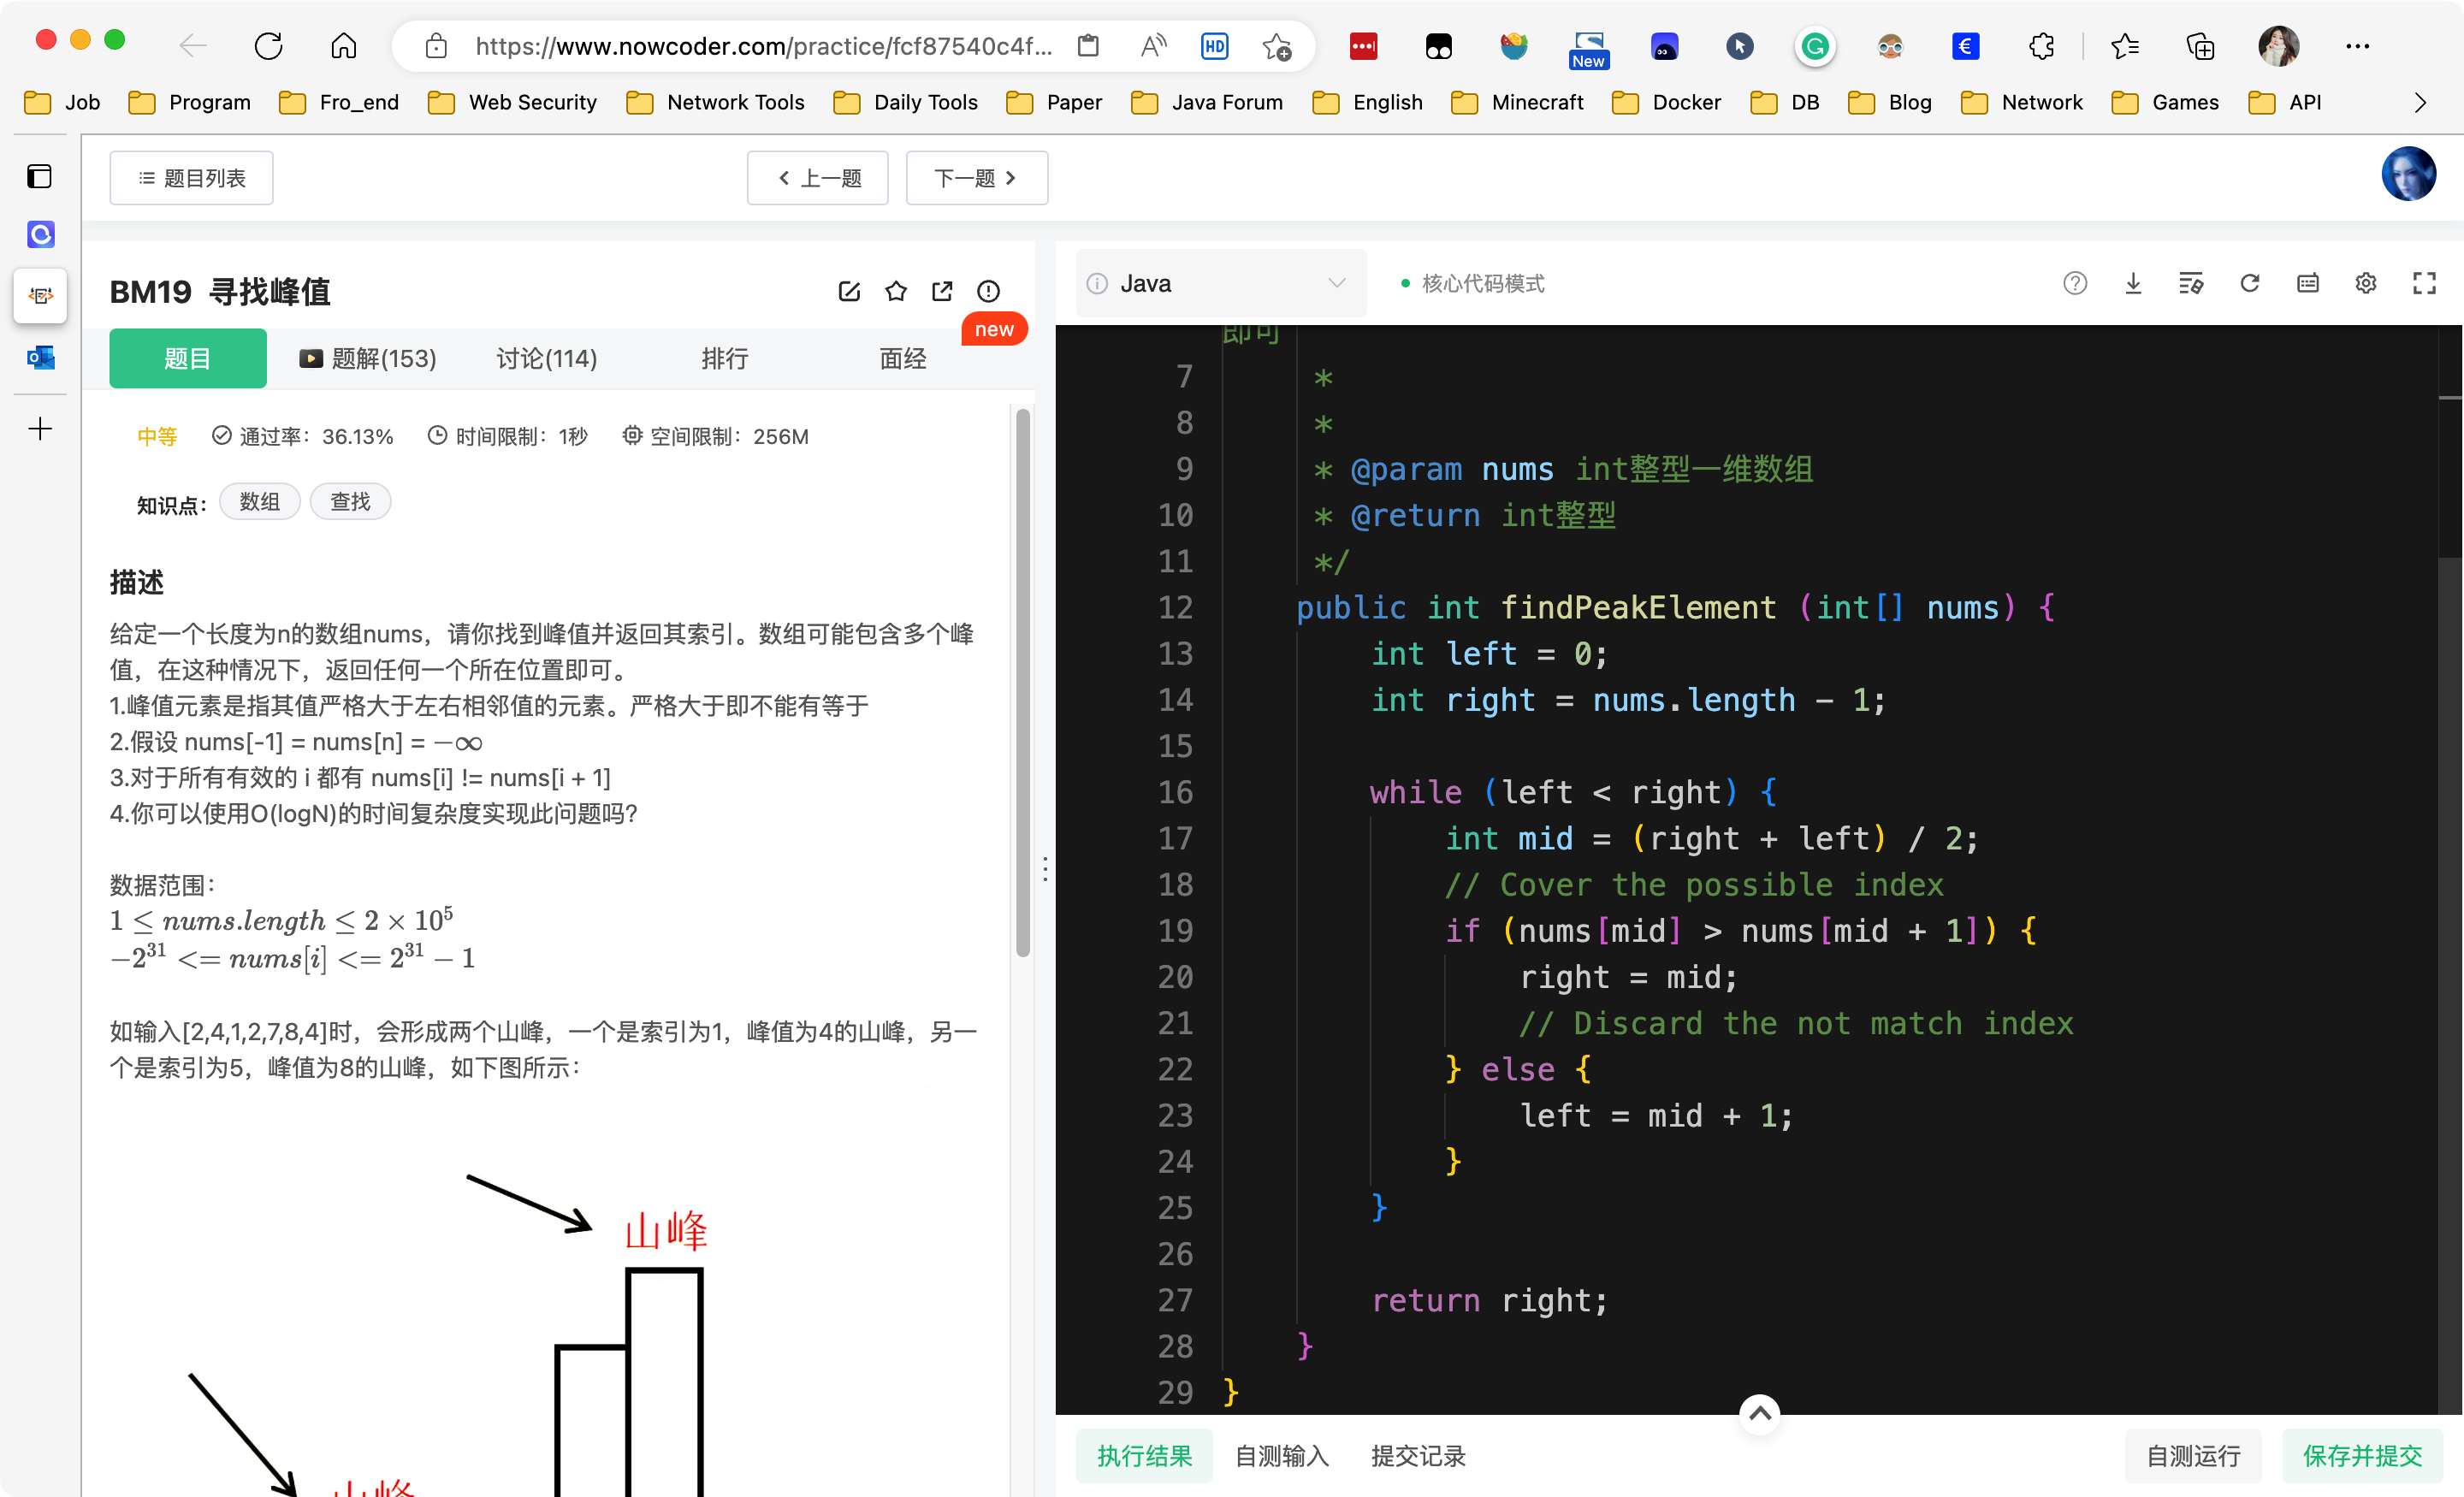 https://www.nowcoder.com/practice/fcf87540c4f...
HD
New
Job Program Fro_end Web Security Network Tools Daily Tools Paper Java Forum English Minecraft Docker DB Blog Network Games API
题目列表
上一题
下一题
BM19 寻找峰值
new
题目 题解(153) 讨论(114) 排行 面经
中等 通过率：36.13% 时间限制：1秒 空间限制：256M
知识点： 数组 查找
描述
给定一个长度为n的数组nums，请你找到峰值并返回其索引。数组可能包含多个峰
值，在这种情况下，返回任何一个所在位置即可。
1.峰值元素是指其值严格大于左右相邻值的元素。严格大于即不能有等于
2.假设 nums[-1] = nums[n] = −∞
3.对于所有有效的 i 都有 nums[i] != nums[i + 1]
4.你可以使用O(logN)的时间复杂度实现此问题吗？
数据范围：
1 ≤ nums.length ≤ 2 × 10⁵
−2³¹ <= nums[i] <= 2³¹ − 1
如输入[2,4,1,2,7,8,4]时，会形成两个山峰，一个是索引为1，峰值为4的山峰，另一
个是索引为5，峰值为8的山峰，如下图所示：
山峰
山峰
Java
核心代码模式
即可
7 *
8 *
9 * @param nums int整型一维数组
10 * @return int整型
11 */
12 public int findPeakElement (int[] nums) {
13 int left = 0;
14 int right = nums.length - 1;
15
16 while (left < right) {
17 int mid = (right + left) / 2;
18 // Cover the possible index
19 if (nums[mid] > nums[mid + 1]) {
20 right = mid;
21 // Discard the not match index
22 } else {
23 left = mid + 1;
24 }
25 }
26
27 return right;
28 }
29 }
执行结果 自测输入 提交记录
自测运行 保存并提交